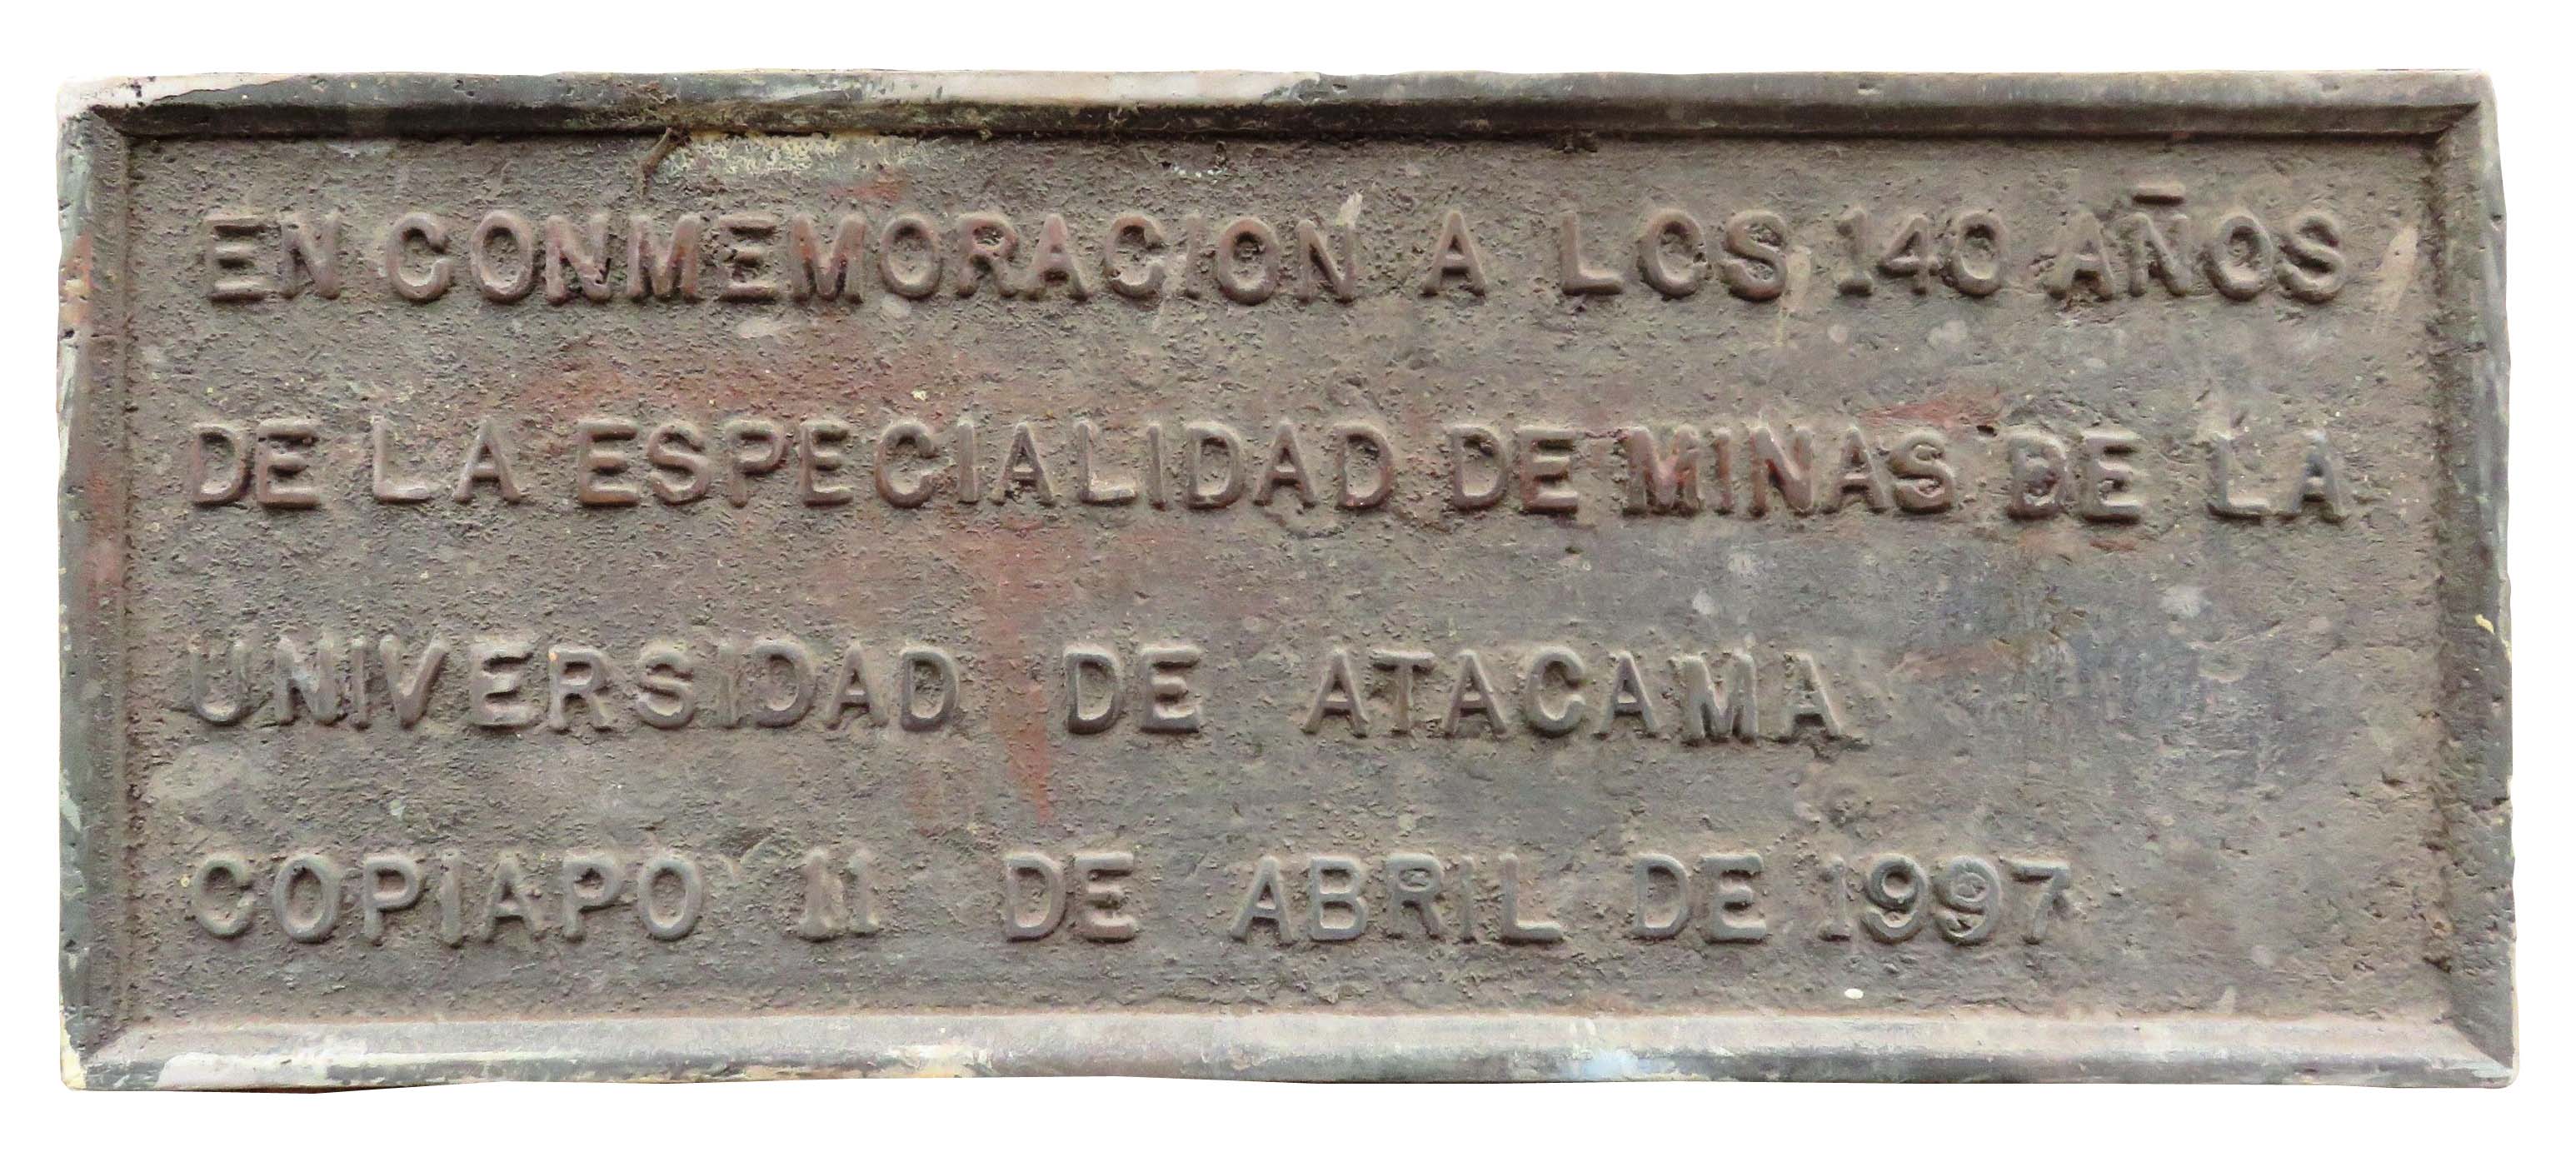 EN CONMEMORACION A LOS 140 AÑOS
DE LA ESPECIALIDAD DE MINAS DE LA
UNIVERSIDAD DE ATACAMA
COPIAPO 11 DE ABRIL DE 1997